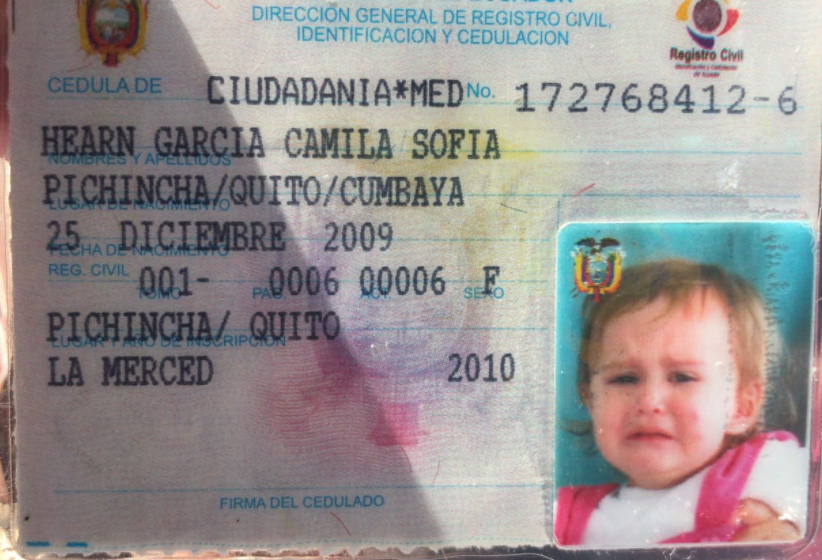 DIRECCIÓN GENERAL DE REGISTRO CIVIL,
IDENTIFICACION Y CEDULACION
Registro Civil
CEDULA DE CIUDADANIA*MED No. 172768412-6
HEARN GARCIA CAMILA SOFIA
NOMBRES Y APELLIDOS
PICHINCHA/QUITO/CUMBAYA
LUGAR DE NACIMIENTO
25 DICIEMBRE 2009
FECHA DE NACIMIENTO
REG. CIVIL 001- 0006 00006 F
TOMO PAG. ACT. SEXO
PICHINCHA/ QUITO
LUGAR Y AÑO DE INSCRIPCIÓN
LA MERCED 2010
FIRMA DEL CEDULADO